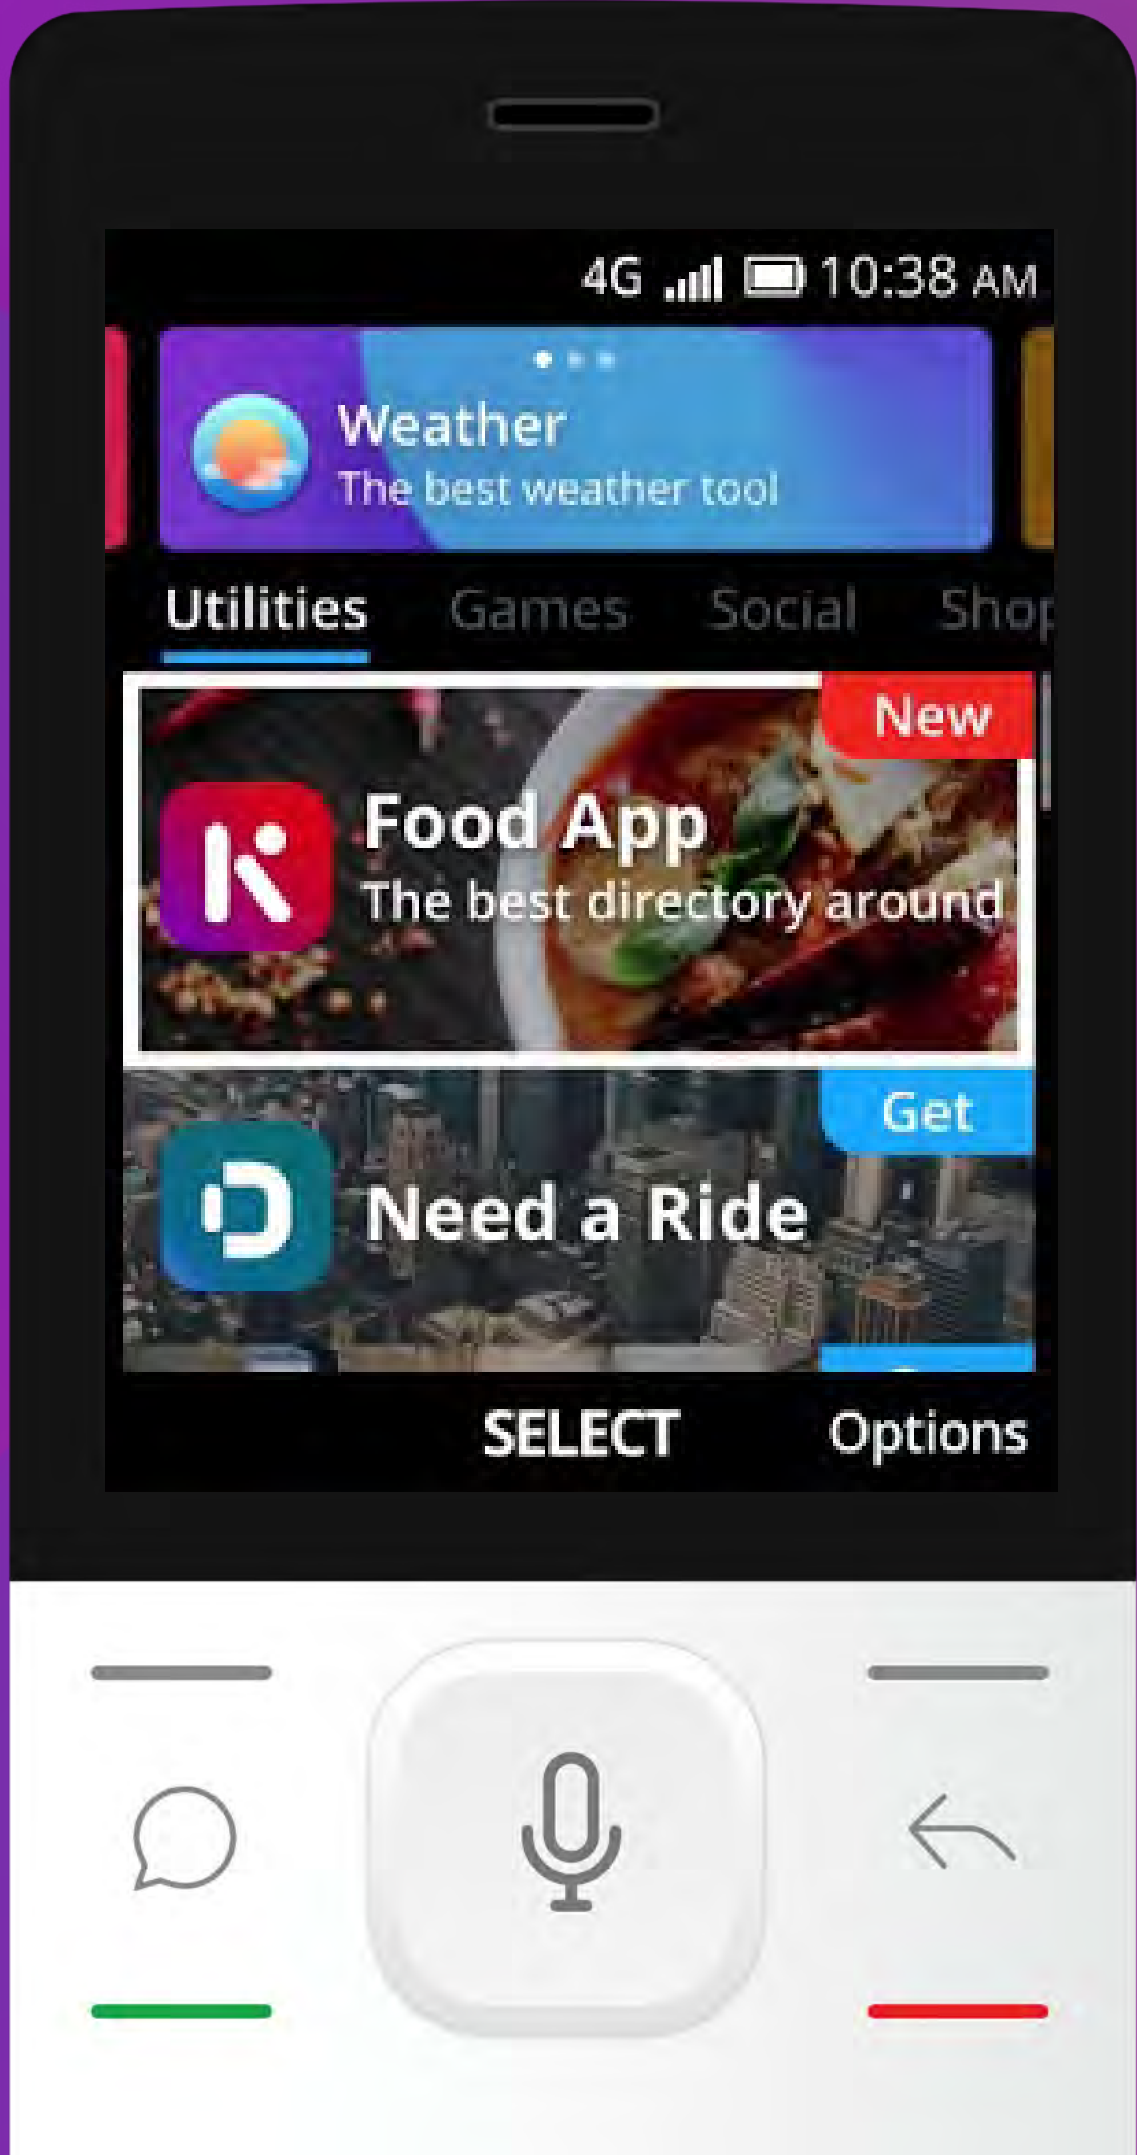 4G 10:38 AM
Weather
The best weather tool
Utilities Games Social Shop
New
Food App
The best directory around
Get
Need a Ride
SELECT Options